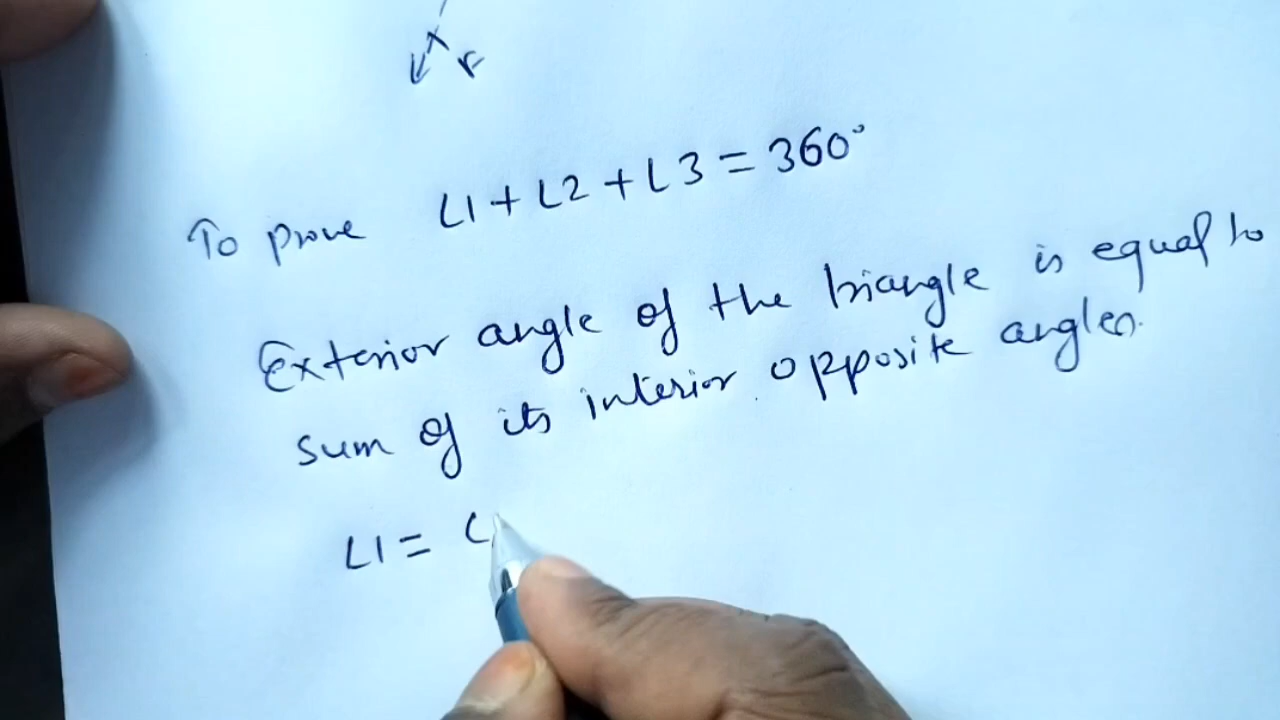 F
To prove ∠1 + ∠2 + ∠3 = 360°
Exterior angle of the triangle is equal to
sum of its interior opposite angles.
∠1 = ∠